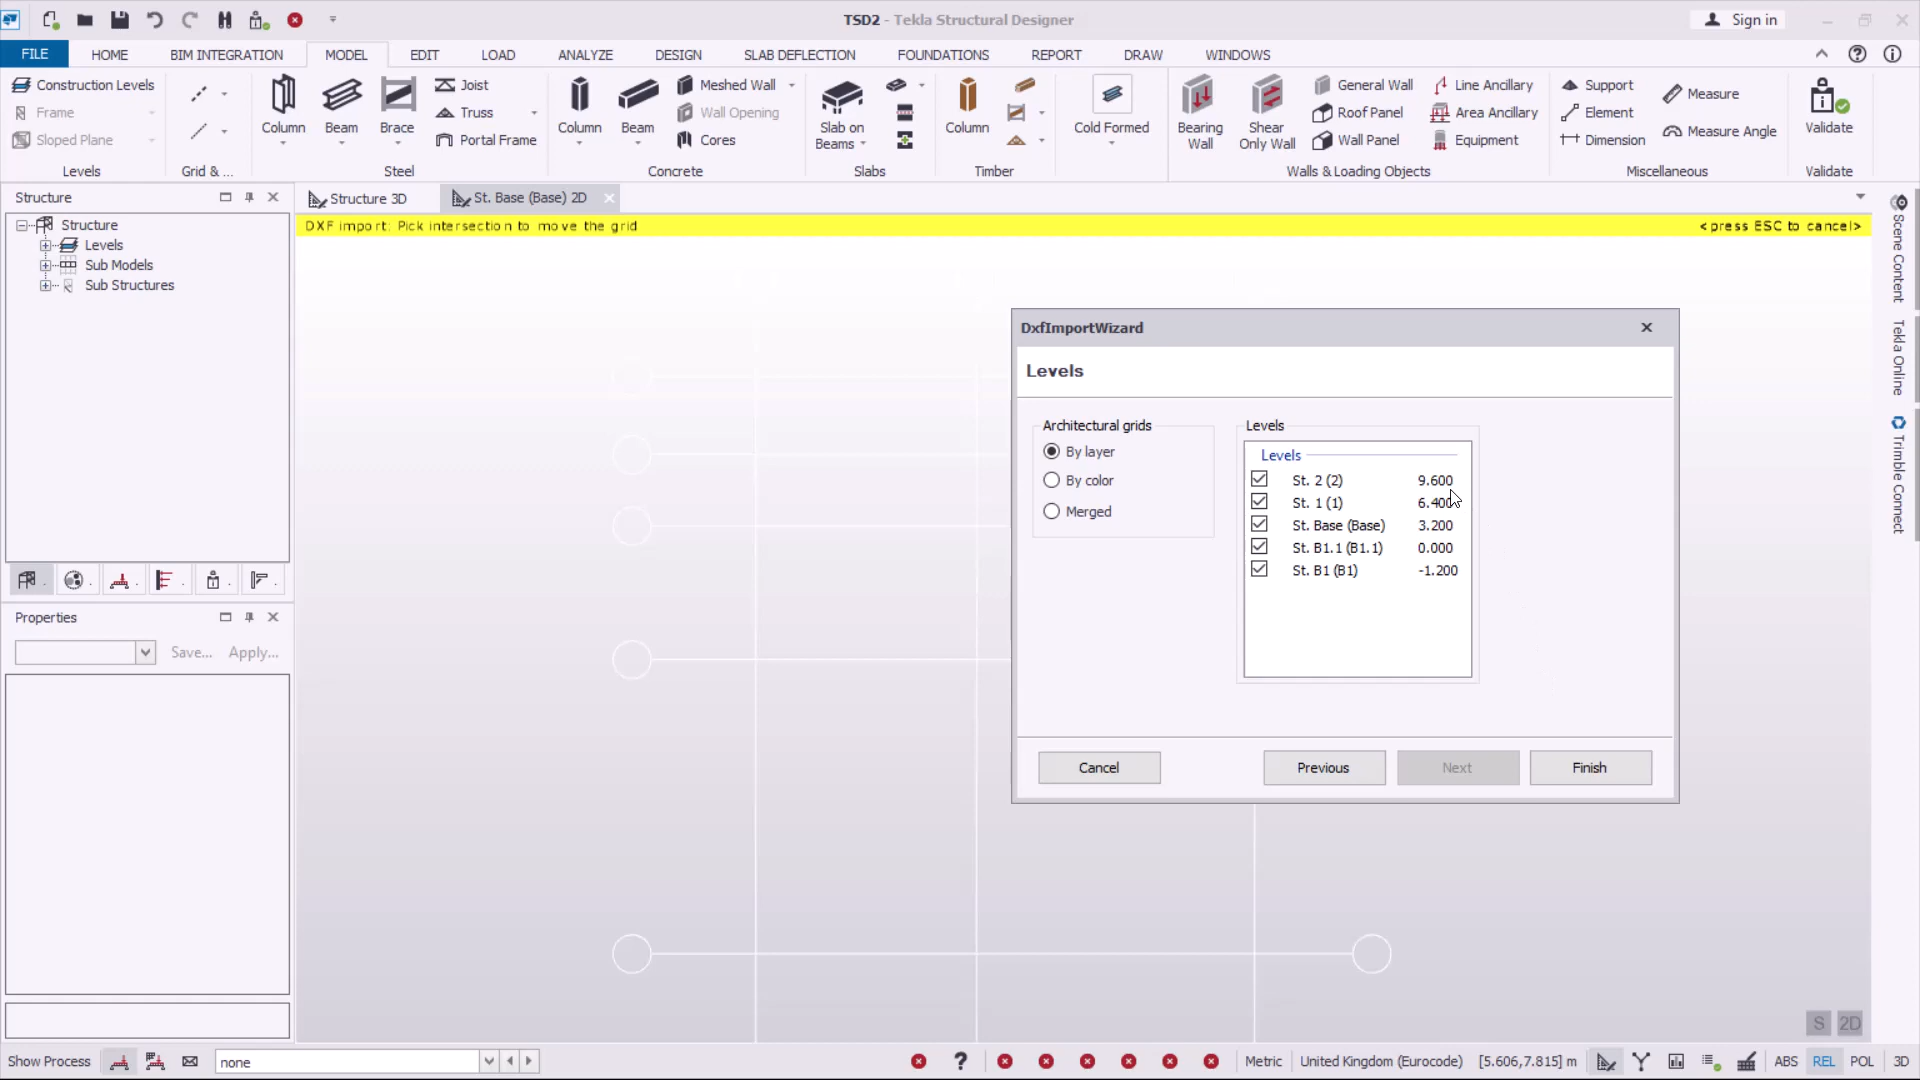 TSD2 - Tekla Structural Designer
Sign in
FILE
HOME
BIM INTEGRATION
MODEL
EDIT
LOAD
ANALYZE
DESIGN
SLAB DEFLECTION
FOUNDATIONS
REPORT
DRAW
WINDOWS
Construction Levels
Frame
Sloped Plane
Levels
Grid & ...
Column
Beam
Brace
Joist
Truss
Portal Frame
Steel
Column
Beam
Meshed Wall
Wall Opening
Cores
Concrete
Slab on
Beams
Slabs
Column
Timber
Cold Formed
Bearing
Wall
Shear
Only Wall
General Wall
Roof Panel
Wall Panel
Line Ancillary
Area Ancillary
Equipment
Walls & Loading Objects
Support
Element
Dimension
Measure
Measure Angle
Miscellaneous
Validate
Validate
Structure
Structure
Levels
Sub Models
Sub Structures
Structure 3D
St. Base (Base) 2D
DXF import: Pick intersection to move the grid
<press ESC to cancel>
DxfImportWizard
Levels
Architectural grids
By layer
By color
Merged
Levels
Levels
St. 2 (2) 9.600
St. 1 (1) 6.400
St. Base (Base) 3.200
St. B1.1 (B1.1) 0.000
St. B1 (B1) -1.200
Cancel
Previous
Next
Finish
Properties
Save...
Apply...
Scene Content
Tekla Online
Trimble Connect
S
2D
Show Process
none
Metric
United Kingdom (Eurocode)
[5.606,7.815] m
ABS
REL
POL
3D